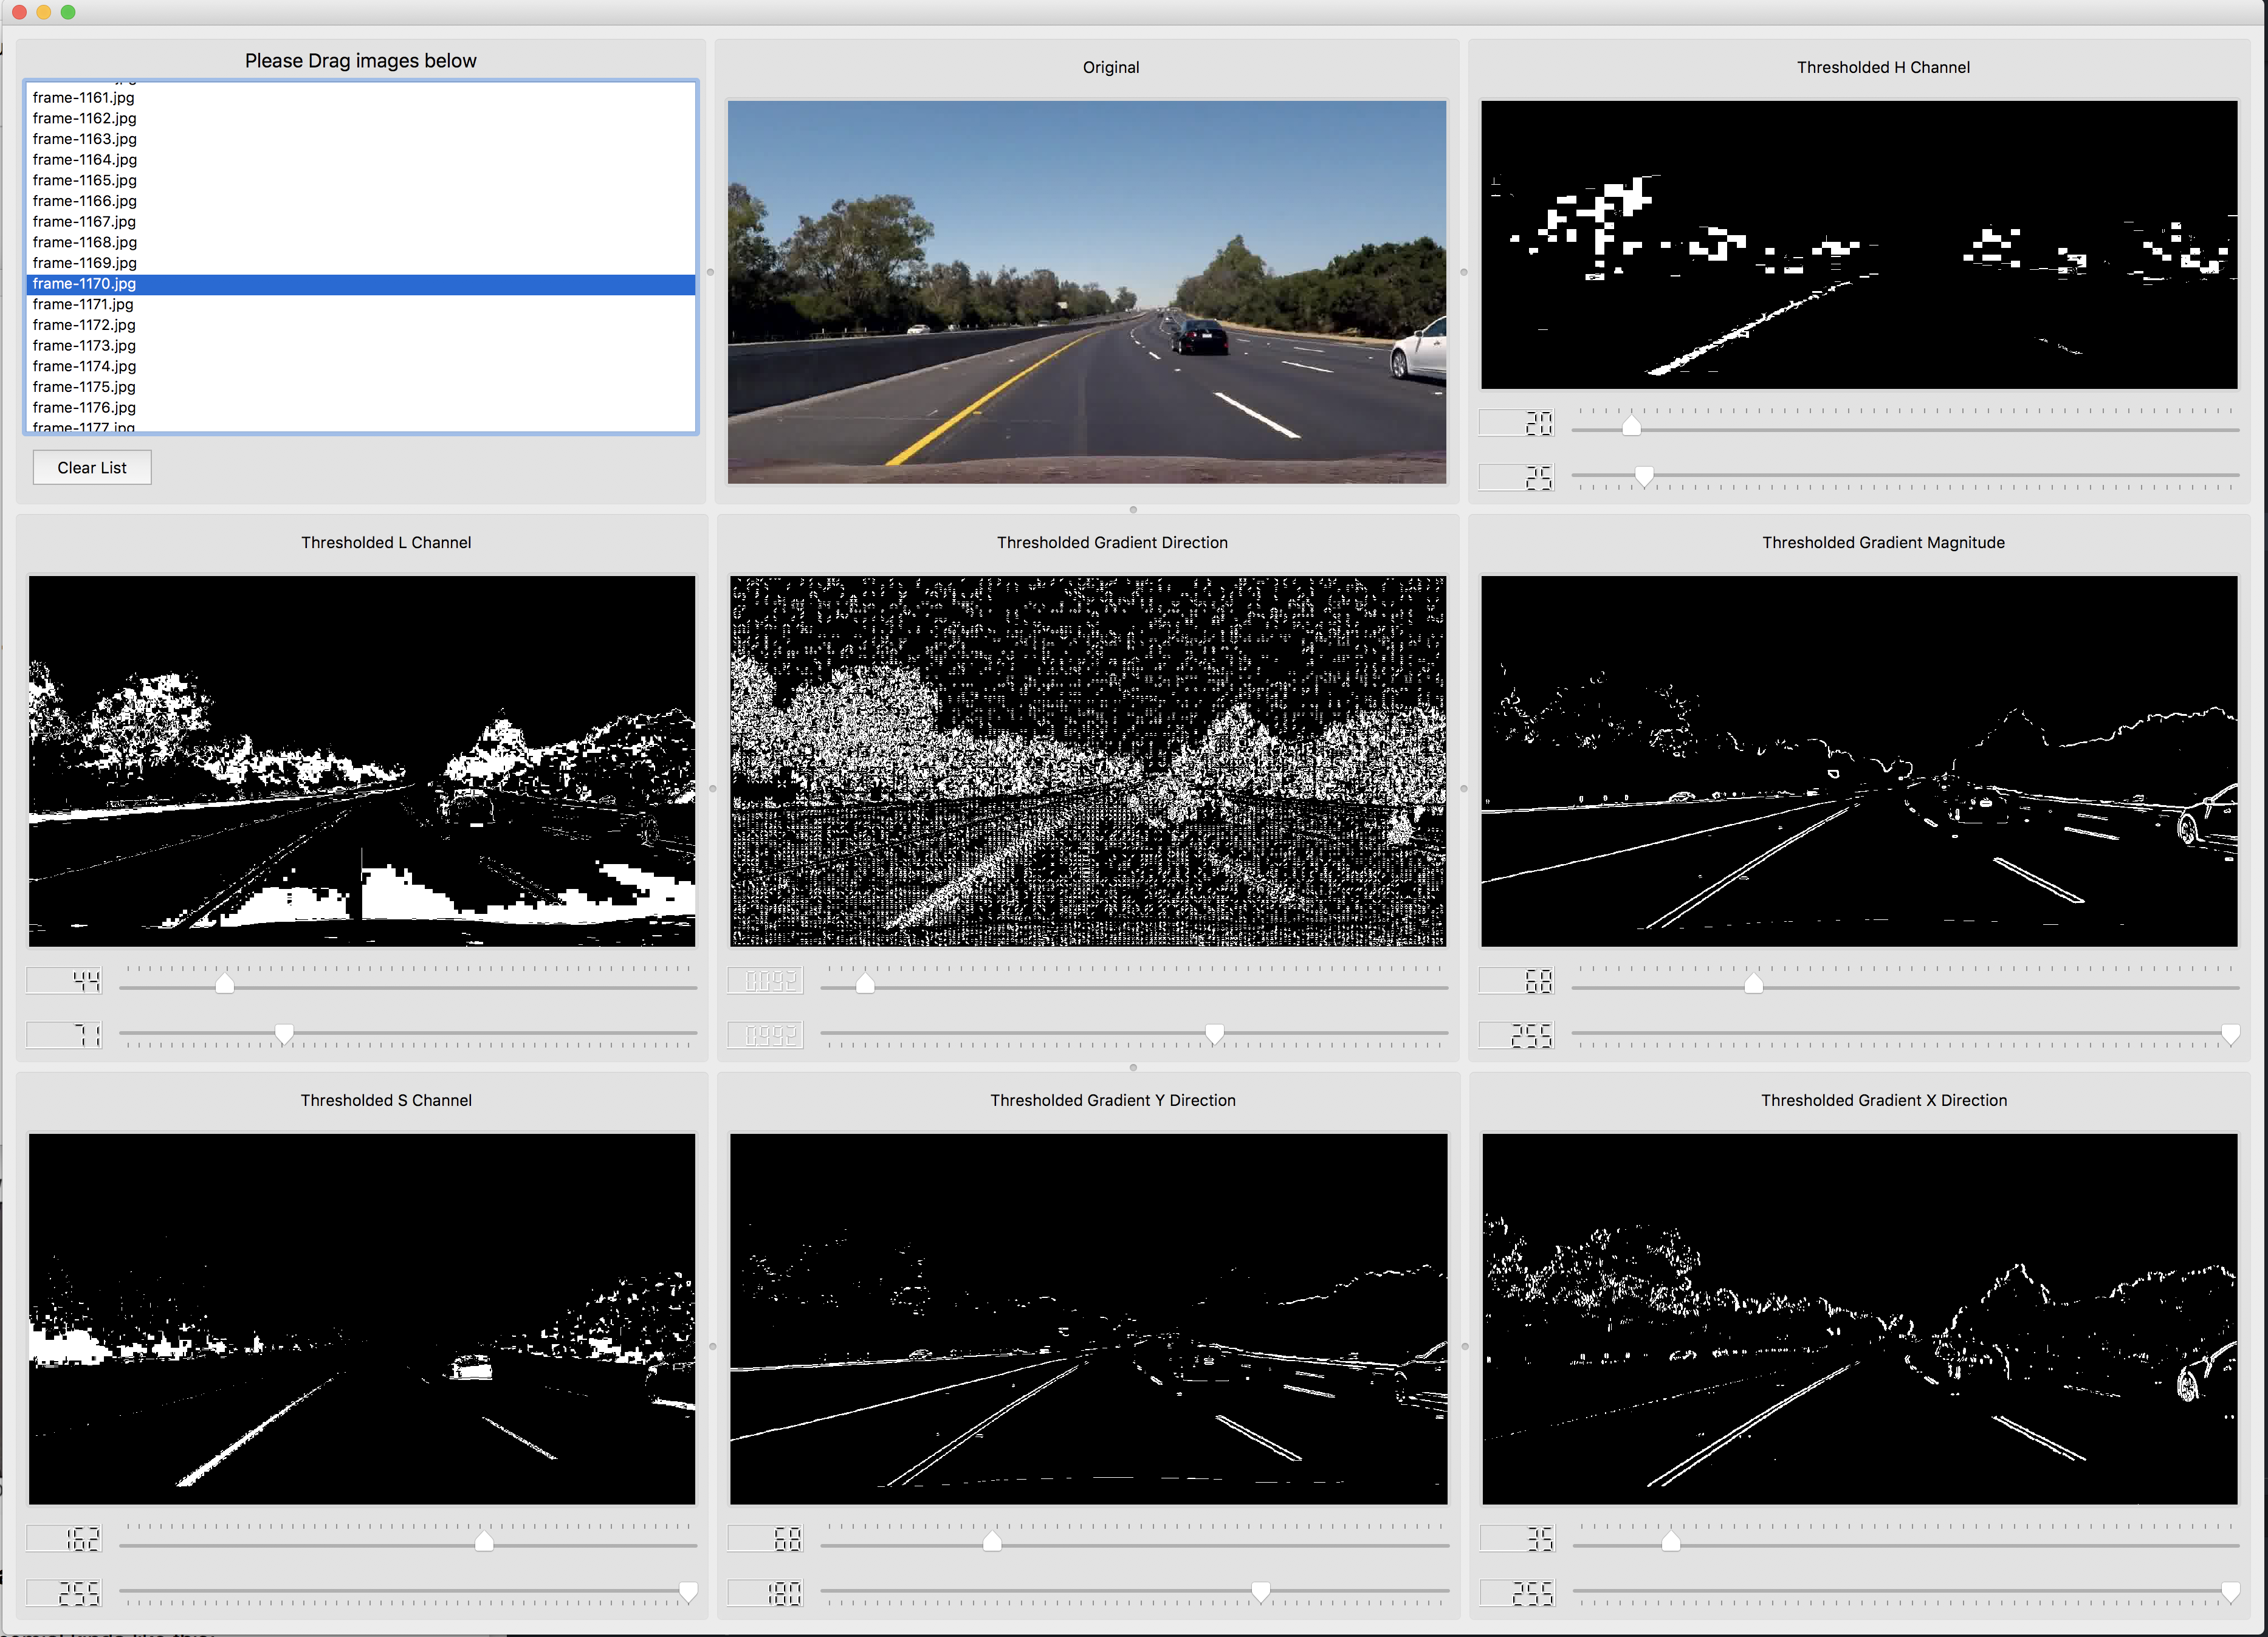 Please Drag images below
frame-1161.jpg
frame-1162.jpg
frame-1163.jpg
frame-1164.jpg
frame-1165.jpg
frame-1166.jpg
frame-1167.jpg
frame-1168.jpg
frame-1169.jpg
frame-1170.jpg
frame-1171.jpg
frame-1172.jpg
frame-1173.jpg
frame-1174.jpg
frame-1175.jpg
frame-1176.jpg
frame-1177.jpg
Clear List
Original
Thresholded H Channel
20
25
Thresholded L Channel
44
71
Thresholded Gradient Direction
0.092
0.992
Thresholded Gradient Magnitude
68
255
Thresholded S Channel
162
255
Thresholded Gradient Y Direction
68
180
Thresholded Gradient X Direction
35
255